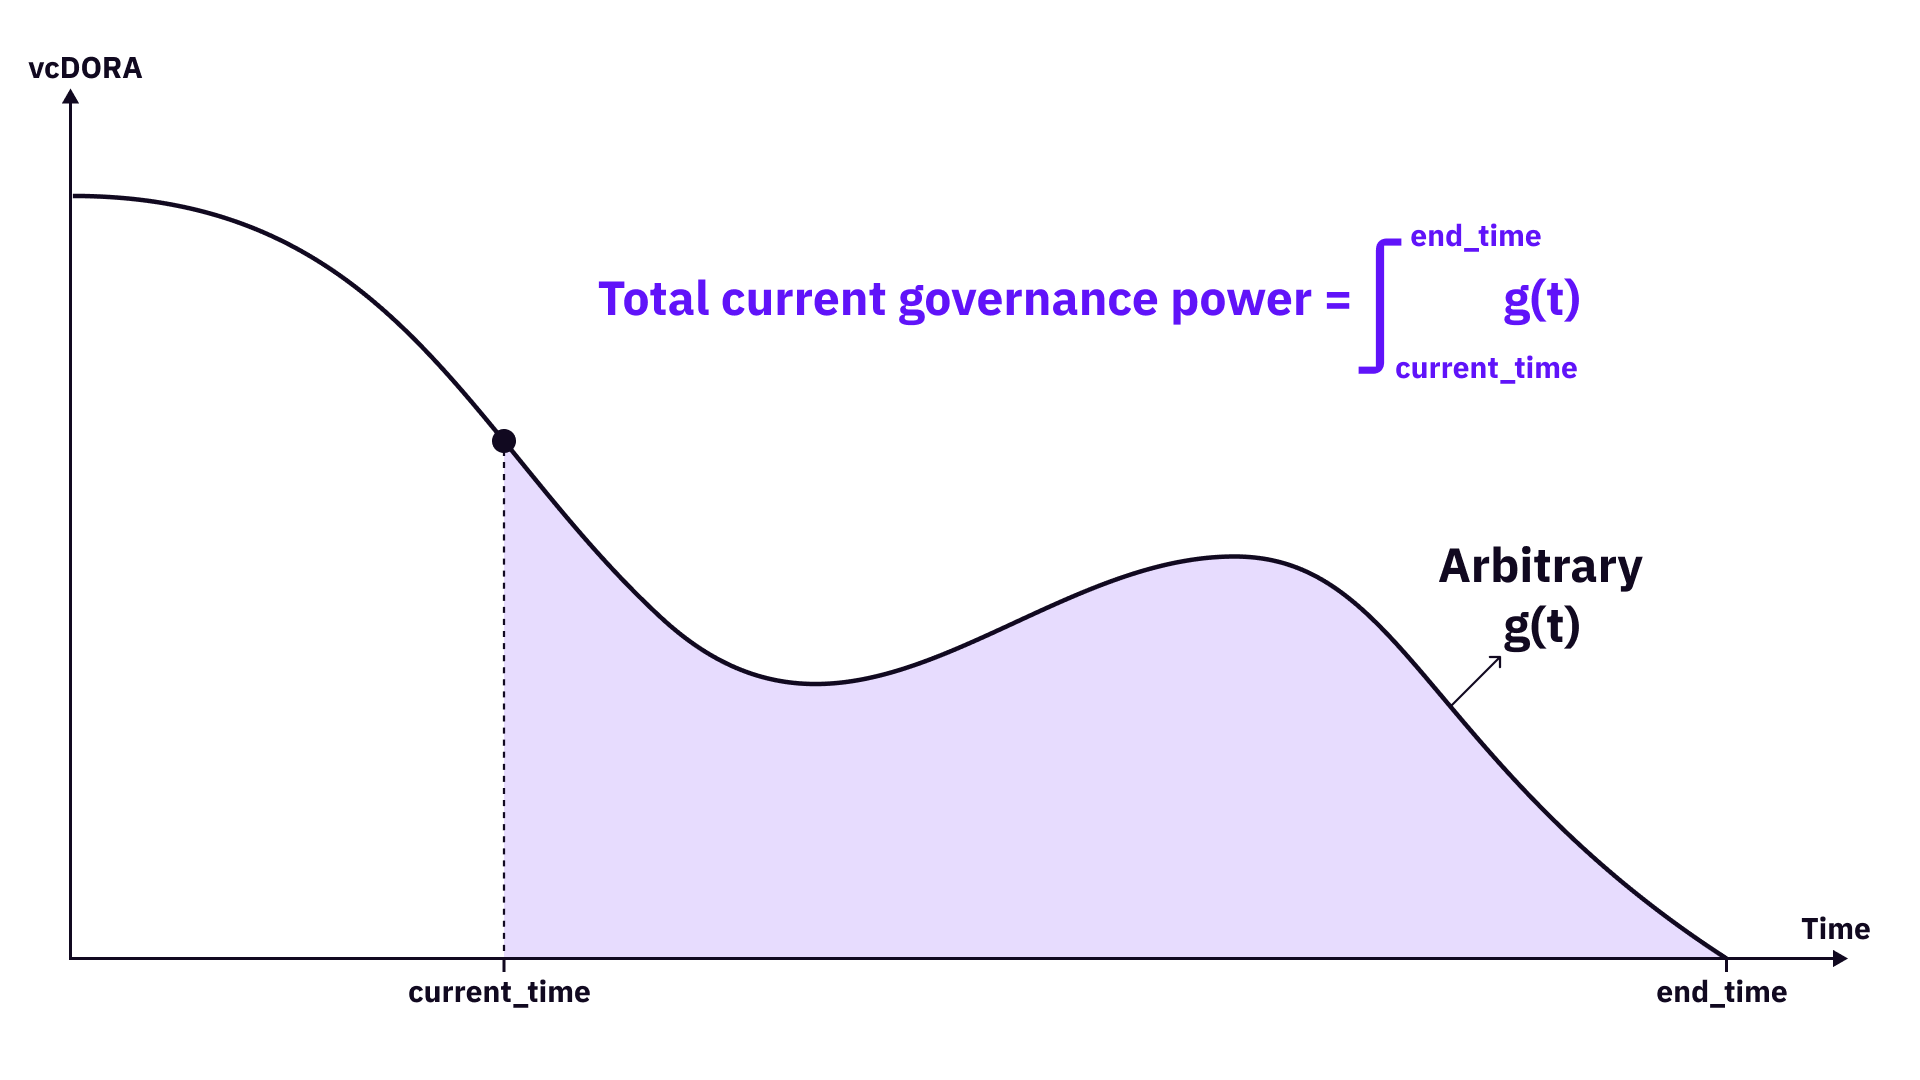 vcDORA
end_time
Total current governance power = g(t)
current_time
Arbitrary
g(t)
Time
current_time
end_time